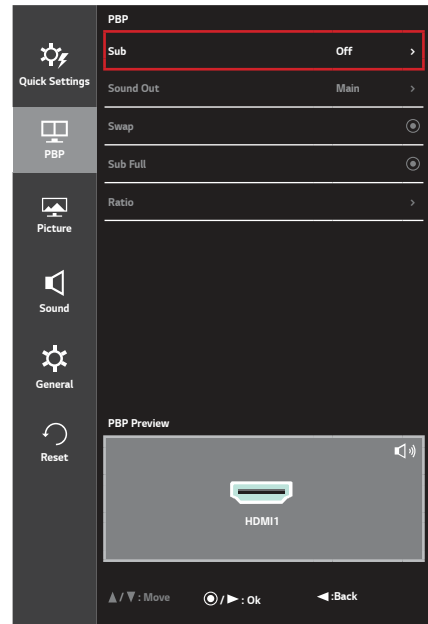 PBP
Sub Off >
Quick Settings
Sound Out Main >
Swap
PBP
Sub Full
Ratio >
Picture
Sound
General
PBP Preview
Reset
HDMI1
▲/▼: Move ◉/►: Ok ◄:Back